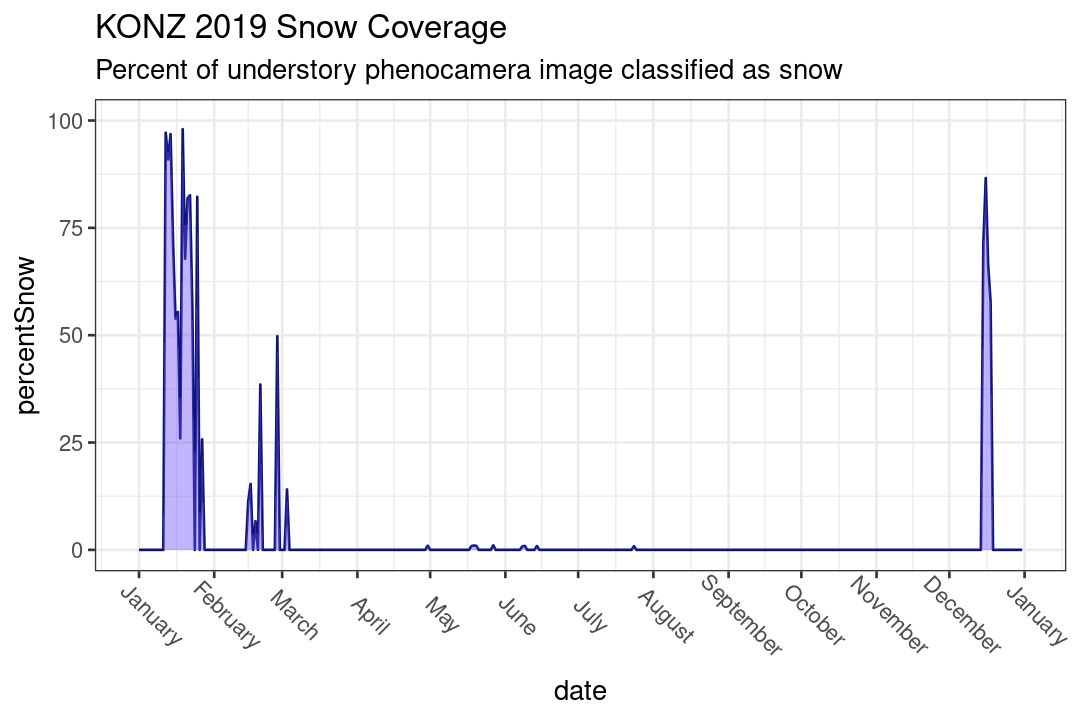 KONZ 2019 Snow Coverage
Percent of understory phenocamera image classified as snow
percentSnow
100
75
50
25
0
January
February
March
April
May
June
July
August
September
October
November
December
January
date